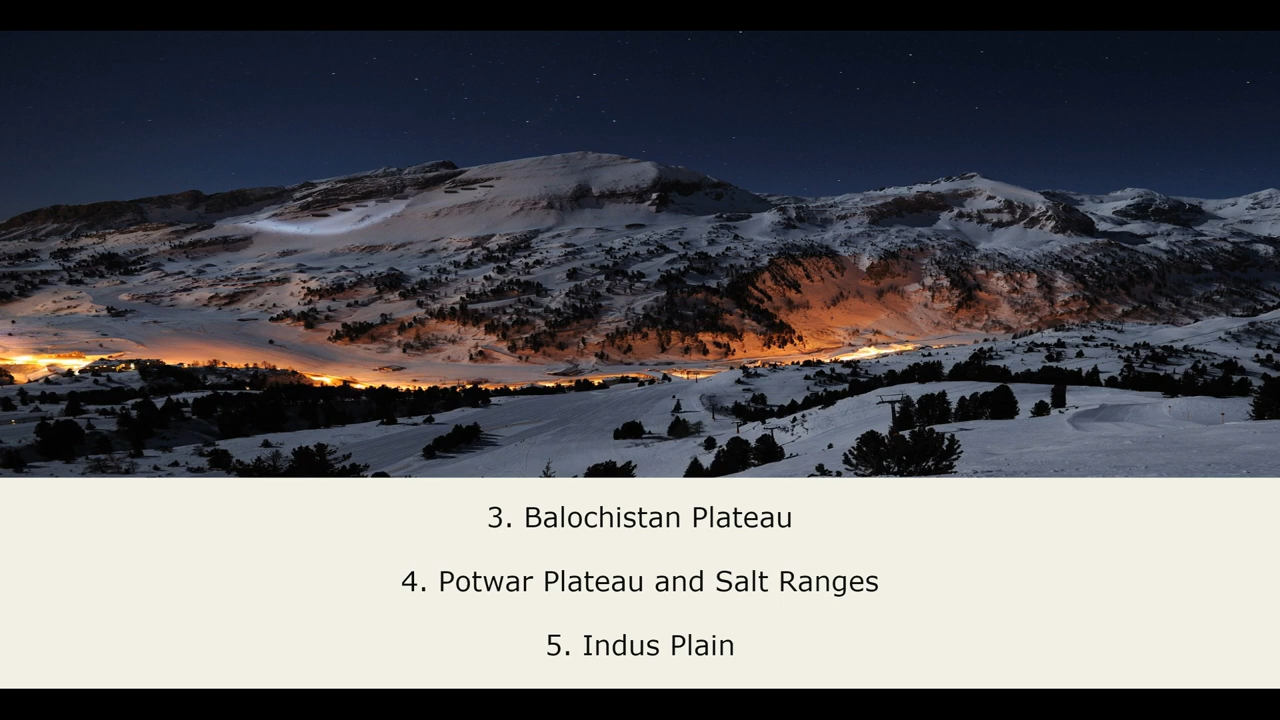 3. Balochistan Plateau
4. Potwar Plateau and Salt Ranges
5. Indus Plain